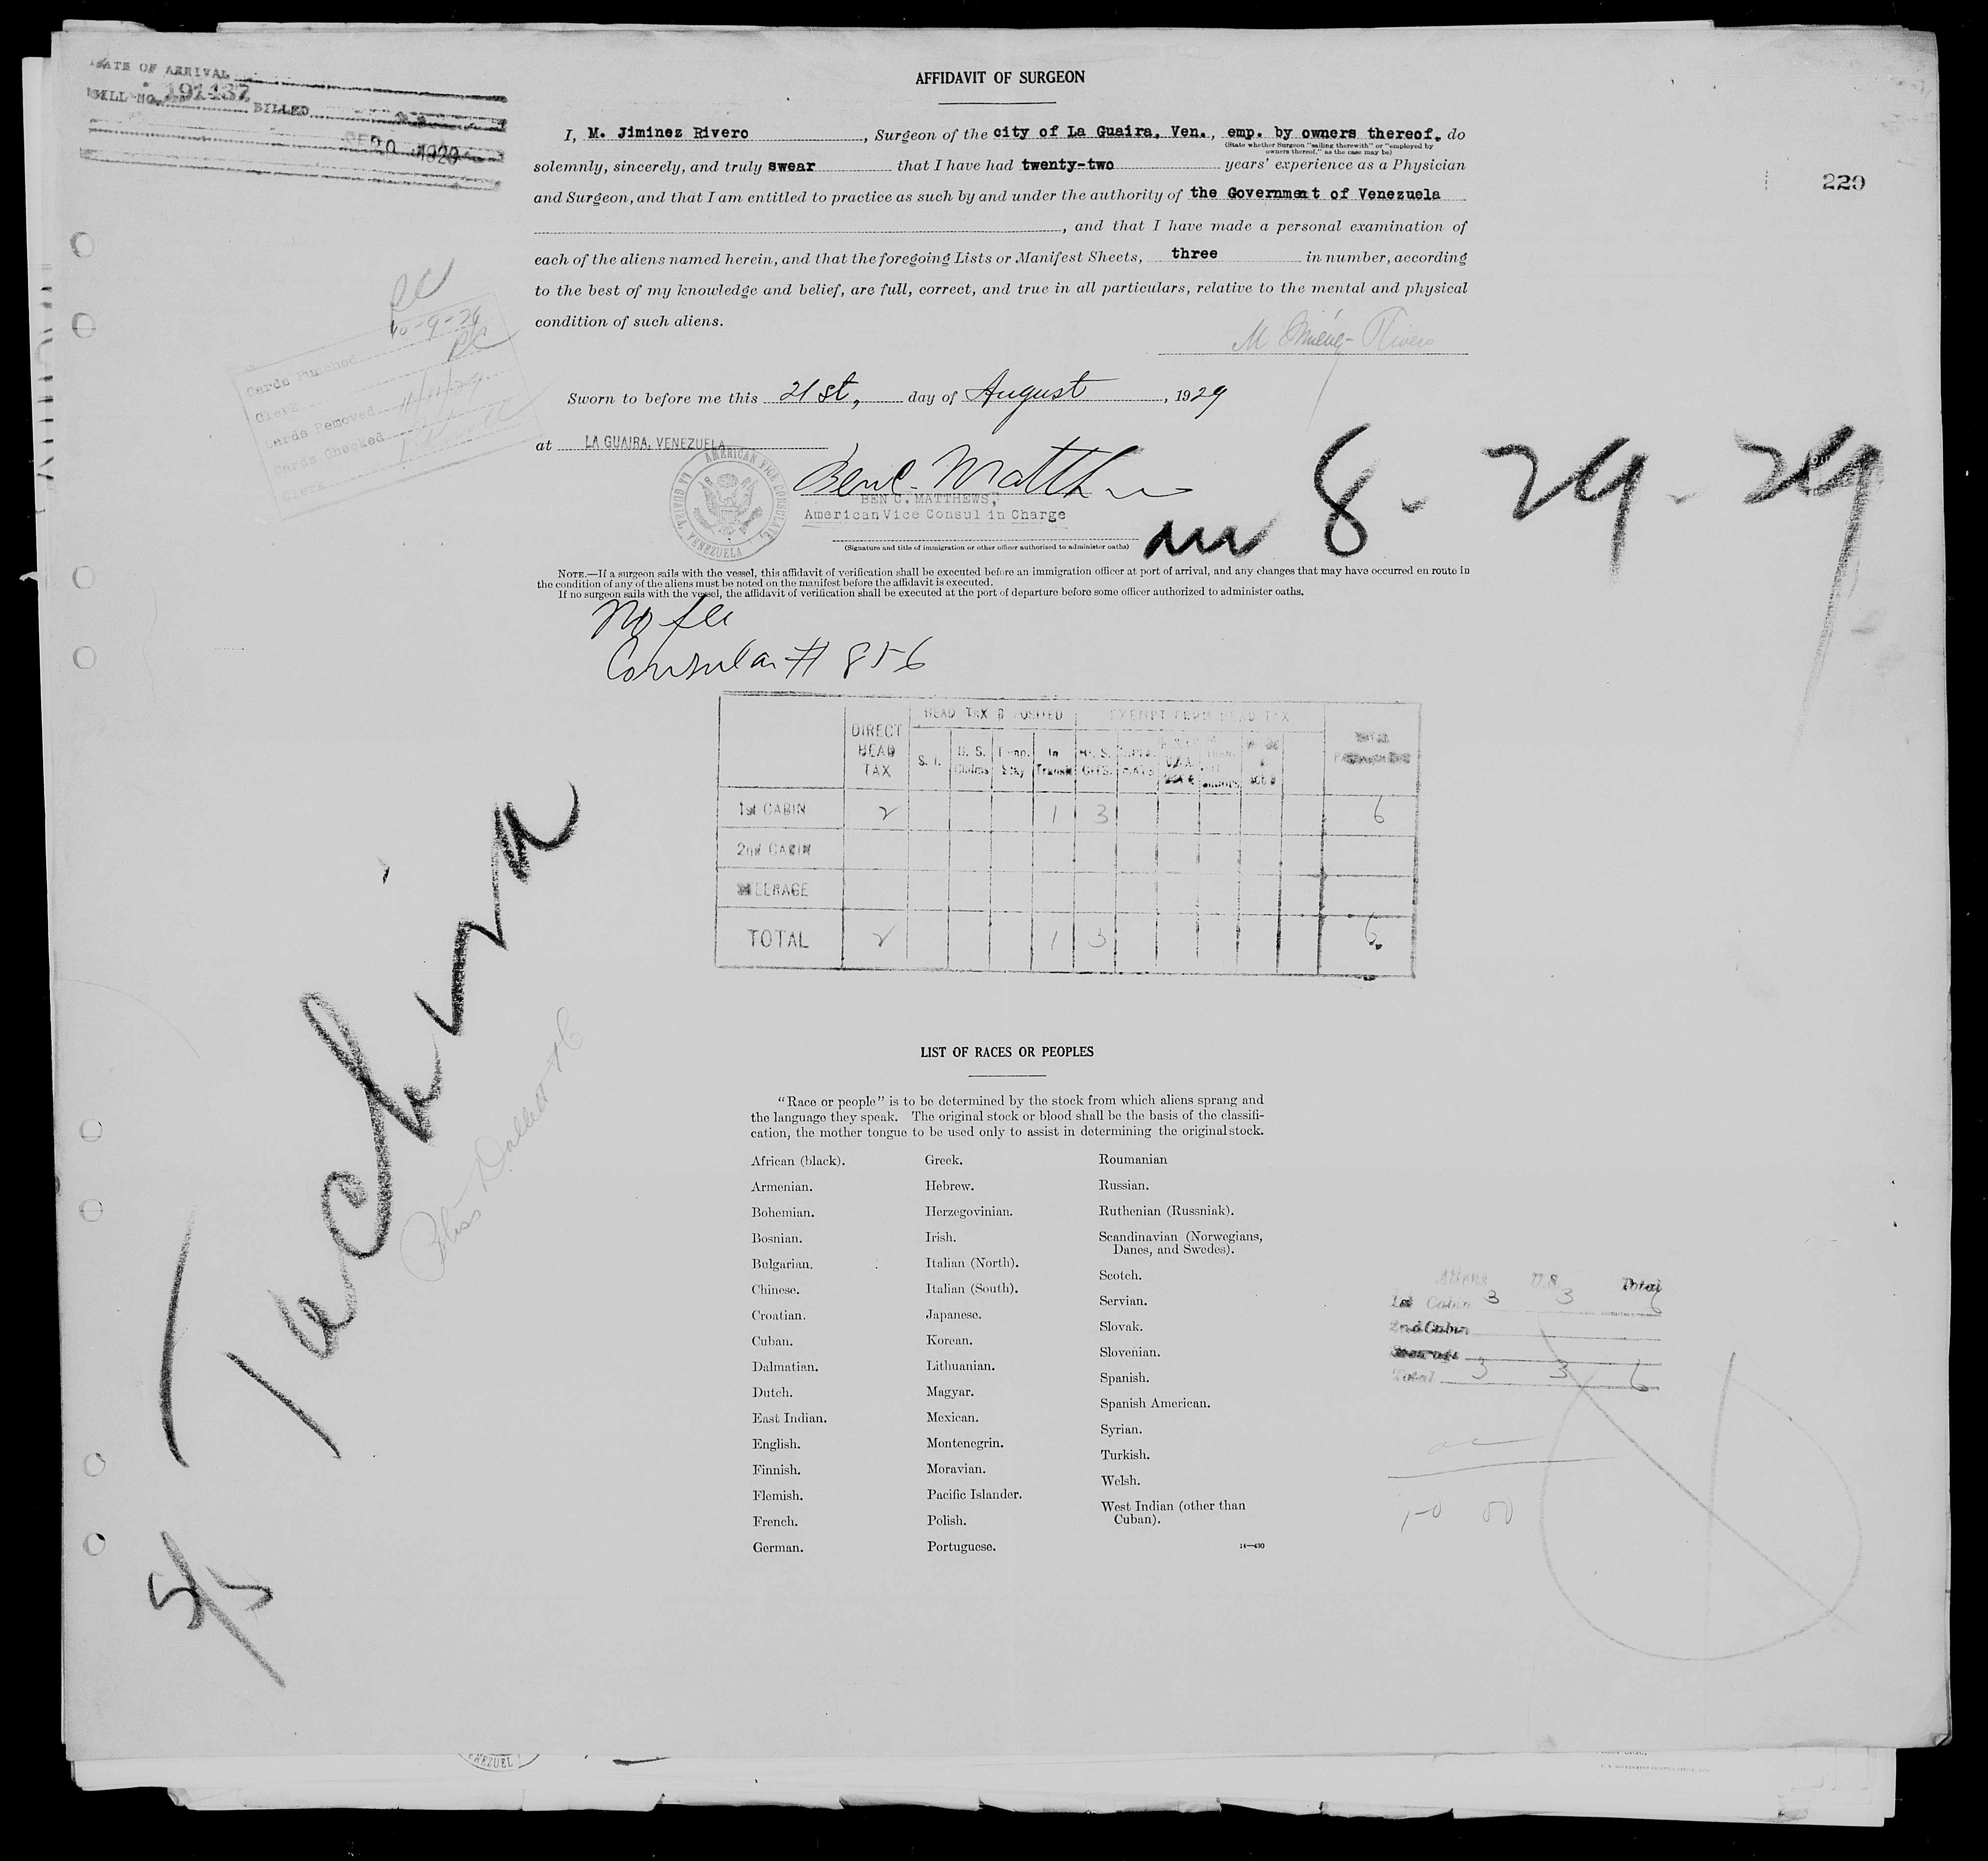 DATE OF ARRIVAL
BILL NO. 191437 BILLED
1929
229
AFFIDAVIT OF SURGEON
I, M. Jiminez Rivero, Surgeon of the city of La Guaira, Ven., emp. by owners thereof, do
(State whether Surgeon "sailing therewith" or "employed by
owners thereof," as the case may be)
solemnly, sincerely, and truly swear that I have had twenty-two years' experience as a Physician
and Surgeon, and that I am entitled to practice as such by and under the authority of the Government of Venezuela
, and that I have made a personal examination of
each of the aliens named herein, and that the foregoing Lists or Manifest Sheets, three in number, according
to the best of my knowledge and belief, are full, correct, and true in all particulars, relative to the mental and physical
condition of such aliens.
Rivero
Cards Punched
Clerk
Cards Removed
Cards Checked
Clerk
Sworn to before me this 21st, day of August, 1929
at LA GUAIRA, VENEZUELA
AMERICAN VICE CONSULATE, LA GUAIRA, VENEZUELA
BEN C. MATTHEWS,
American Vice Consul in Charge
(Signature and title of immigration or other officer authorized to administer oaths)
8-29-29
NOTE.—If a surgeon sails with the vessel, this affidavit of verification shall be executed before an immigration officer at port of arrival, and any changes that may have occurred en route in
the condition of any of the aliens must be noted on the manifest before the affidavit is executed.
If no surgeon sails with the vessel, the affidavit of verification shall be executed at the port of departure before some officer authorized to administer oaths.
No fee
Consular # 856
HEAD TAX DEPOSITED EXEMPT FROM HEAD TAX
DIRECT HEAD TAX S. I. U. S. Claims Temp. Stay In Transit U. S. CITS.
1st CABIN 2 1 3 6
2nd CABIN
STEERAGE
TOTAL 2 1 3 6
S/S Tachira
Bliss Dallett & C
LIST OF RACES OR PEOPLES
"Race or people" is to be determined by the stock from which aliens sprang and
the language they speak. The original stock or blood shall be the basis of the classifi-
cation, the mother tongue to be used only to assist in determining the original stock.
African (black).
Armenian.
Bohemian.
Bosnian.
Bulgarian.
Chinese.
Croatian.
Cuban.
Dalmatian.
Dutch.
East Indian.
English.
Finnish.
Flemish.
French.
German.
Greek.
Hebrew.
Herzegovinian.
Irish.
Italian (North).
Italian (South).
Japanese.
Korean.
Lithuanian.
Magyar.
Mexican.
Montenegrin.
Moravian.
Pacific Islander.
Polish.
Portuguese.
Roumanian
Russian.
Ruthenian (Russniak).
Scandinavian (Norwegians,
Danes, and Swedes).
Scotch.
Servian.
Slovak.
Slovenian.
Spanish.
Spanish American.
Syrian.
Turkish.
Welsh.
West Indian (other than
Cuban).
14—430
Aliens U S Total
1st Cabin 3 3 6
2nd Cabin
Steerage
Total 3 3 6